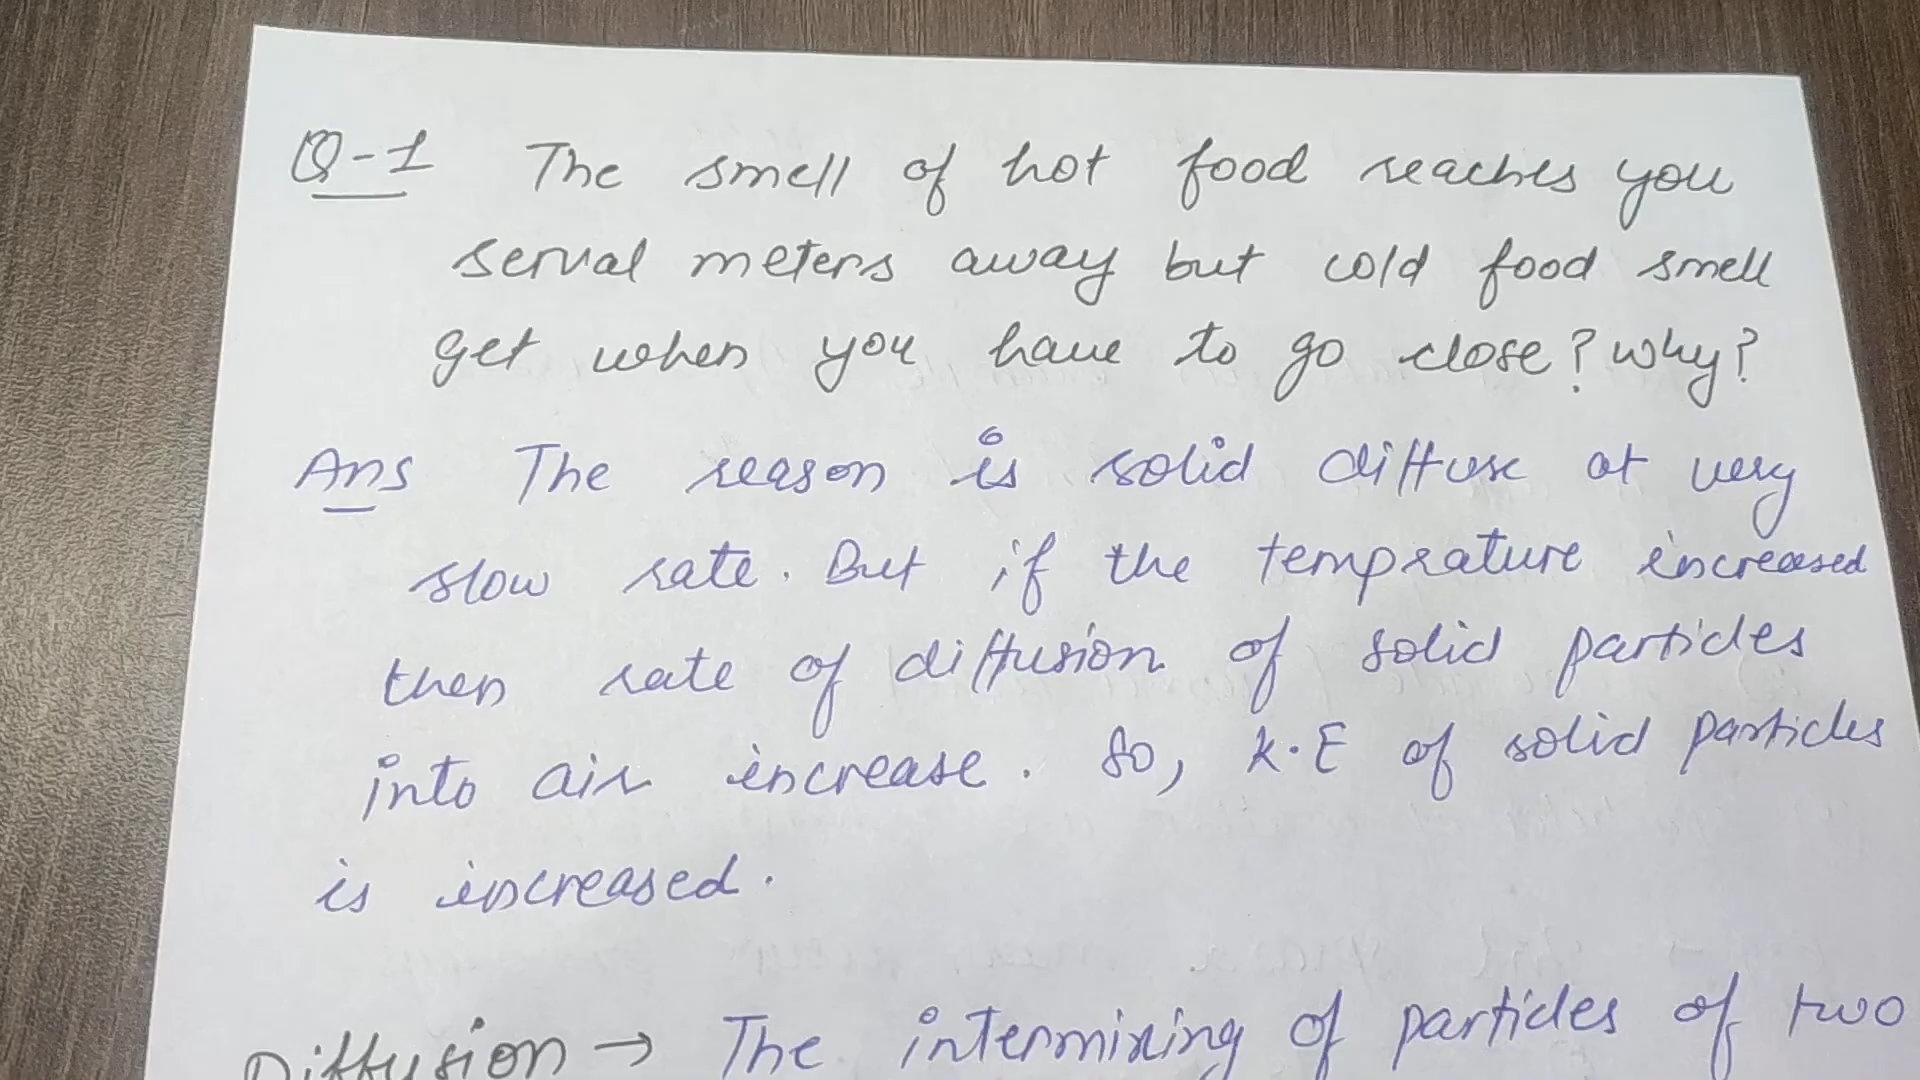 Q-1 The smell of hot food reaches you
serval meters away but cold food smell
get when you have to go close? why?
Ans The reason is solid diffuse at very
slow rate. But if the temprature increased
then rate of diffusion of solid particles
into air increase. So, K.E of solid particles
is increased.
Diffusion → The intermixing of particles of two